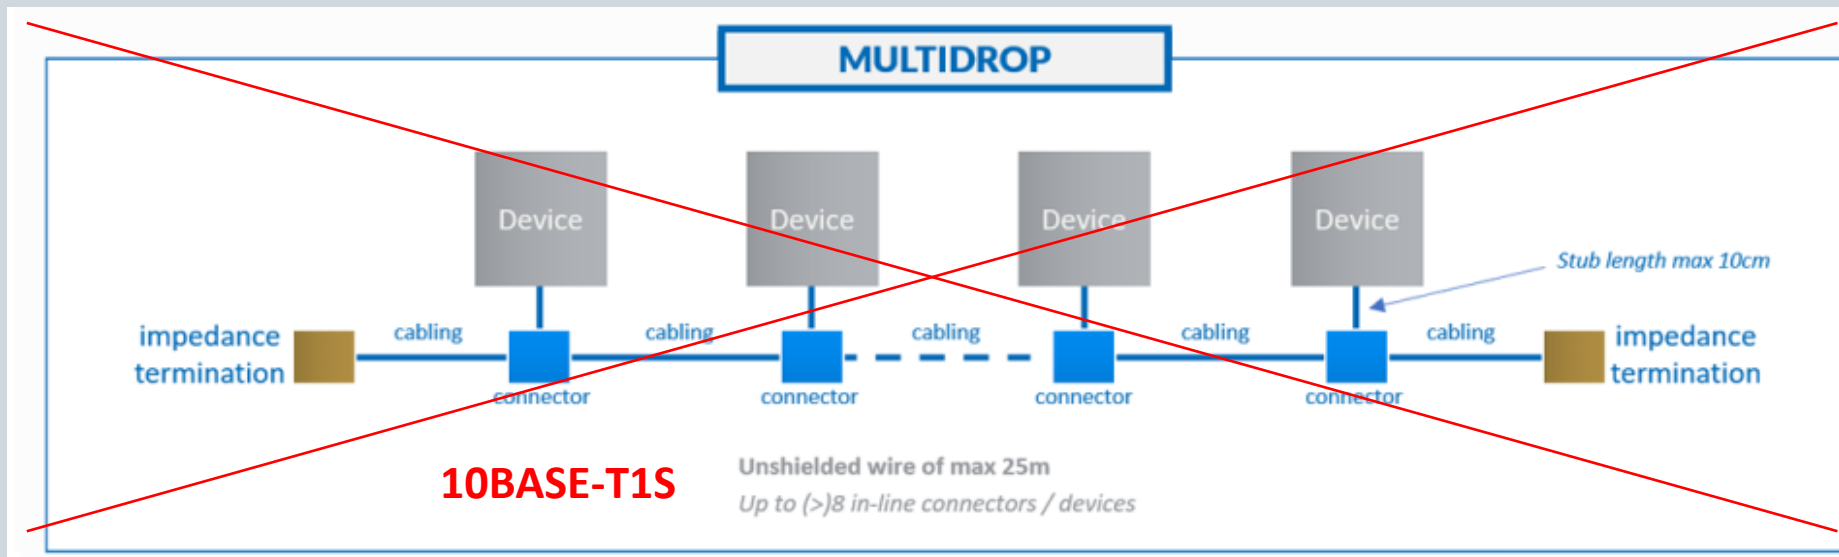 MULTIDROP
Device
Device
Device
Device
Stub length max 10cm
impedance
termination
cabling
cabling
cabling
cabling
cabling
impedance
termination
connector
connector
connector
connector
10BASE-T1S
Unshielded wire of max 25m
Up to (>)8 in-line connectors / devices